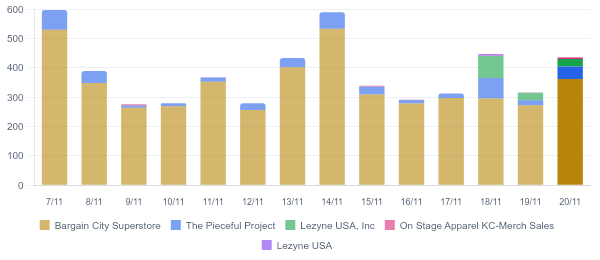 600
500
400
300
200
100
0
7/11 8/11 9/11 10/11 11/11 12/11 13/11 14/11 15/11 16/11 17/11 18/11 19/11 20/11
Bargain City Superstore The Pieceful Project Lezyne USA, Inc On Stage Apparel KC-Merch Sales
Lezyne USA